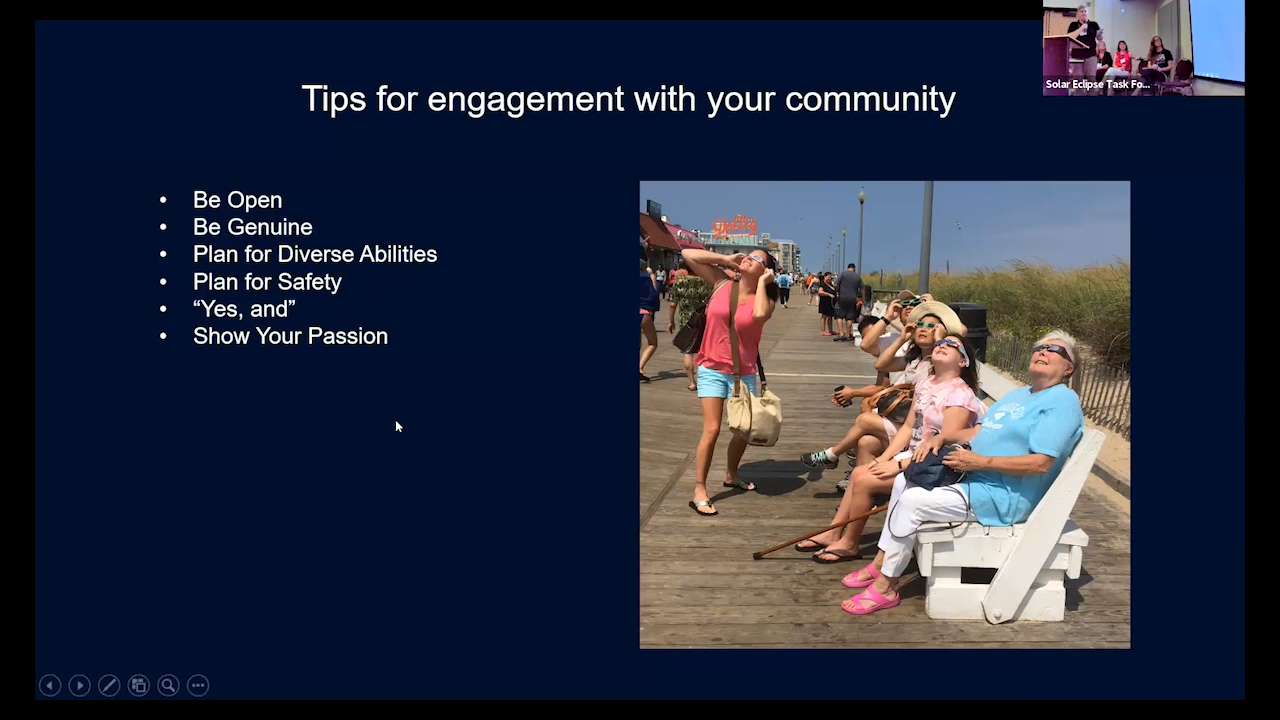 Solar Eclipse Task Fo...
Tips for engagement with your community
• Be Open
• Be Genuine
• Plan for Diverse Abilities
• Plan for Safety
• “Yes, and”
• Show Your Passion